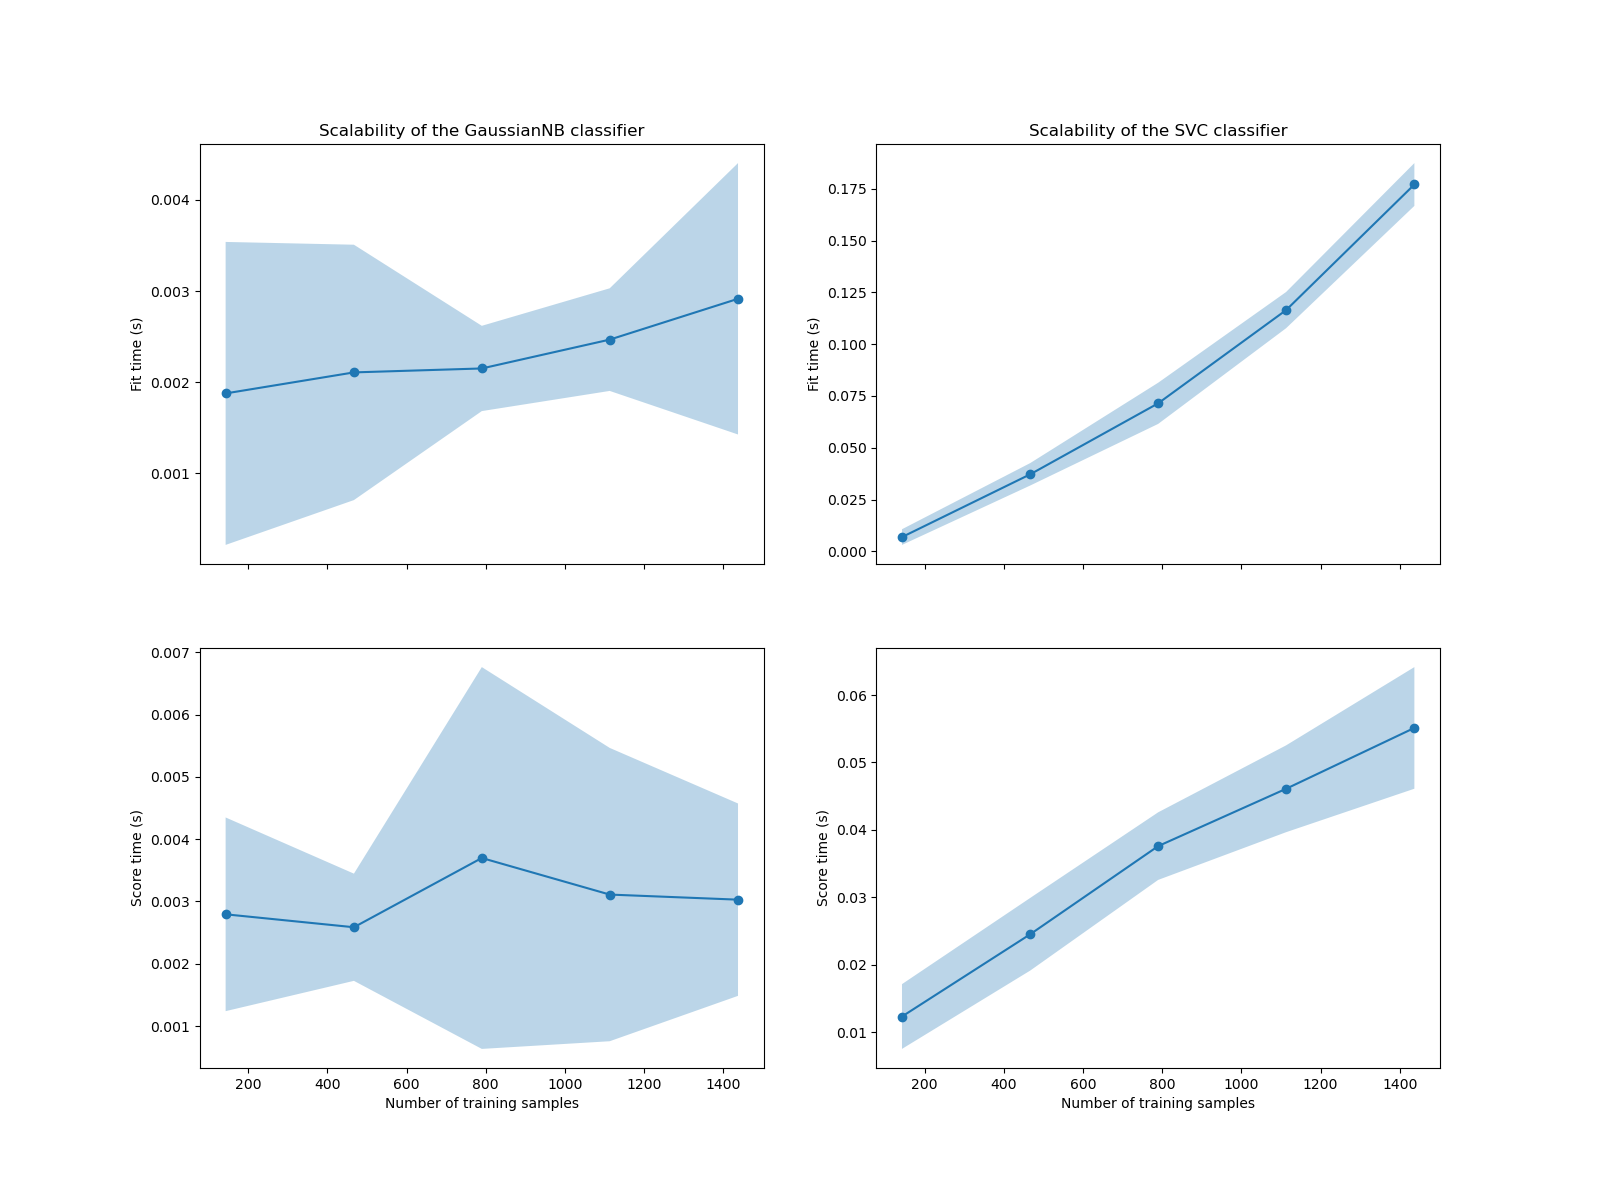 Scalability of the GaussianNB classifier
Fit time (s)
0.004
0.003
0.002
0.001
Scalability of the SVC classifier
Fit time (s)
0.175
0.150
0.125
0.100
0.075
0.050
0.025
0.000
Score time (s)
0.007
0.006
0.005
0.004
0.003
0.002
0.001
200 400 600 800 1000 1200 1400
Number of training samples
Score time (s)
0.06
0.05
0.04
0.03
0.02
0.01
200 400 600 800 1000 1200 1400
Number of training samples